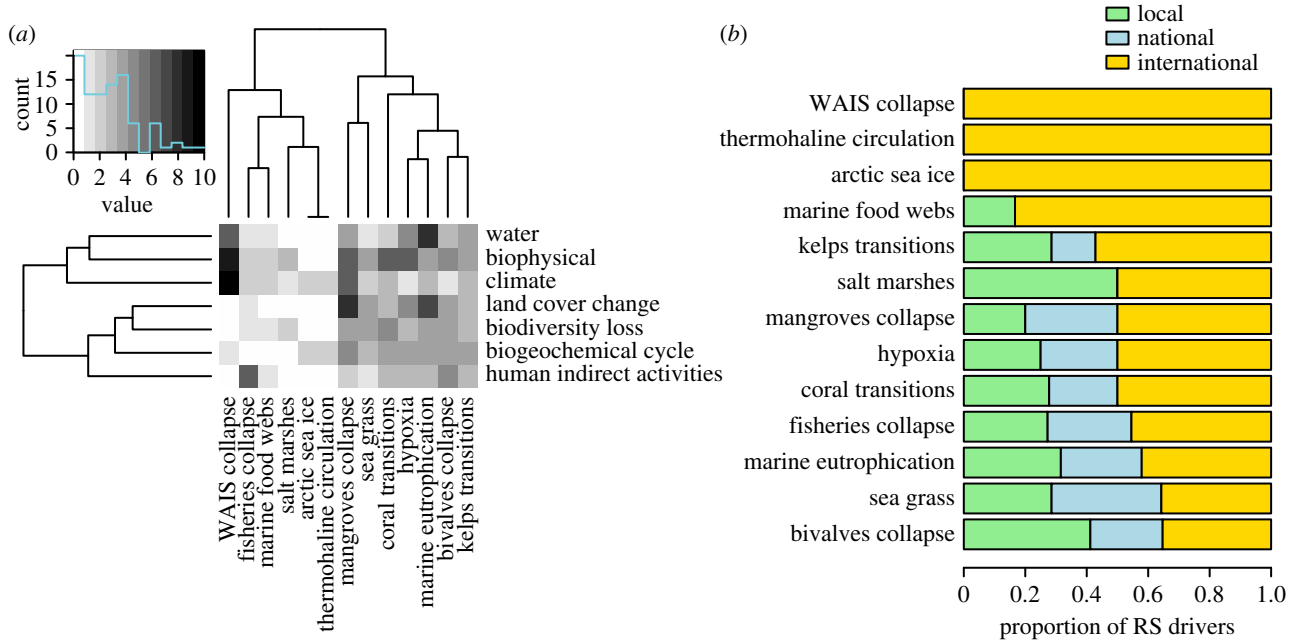 (a)
count
15
10
5
0
0 2 4 6 8 10
value
water
biophysical
climate
land cover change
biodiversity loss
biogeochemical cycle
human indirect activities
WAIS collapse
fisheries collapse
marine food webs
salt marshes
arctic sea ice
thermohaline circulation
mangroves collapse
sea grass
coral transitions
hypoxia
marine eutrophication
bivalves collapse
kelps transitions
(b)
local
national
international
WAIS collapse
thermohaline circulation
arctic sea ice
marine food webs
kelps transitions
salt marshes
mangroves collapse
hypoxia
coral transitions
fisheries collapse
marine eutrophication
sea grass
bivalves collapse
0 0.2 0.4 0.6 0.8 1.0
proportion of RS drivers